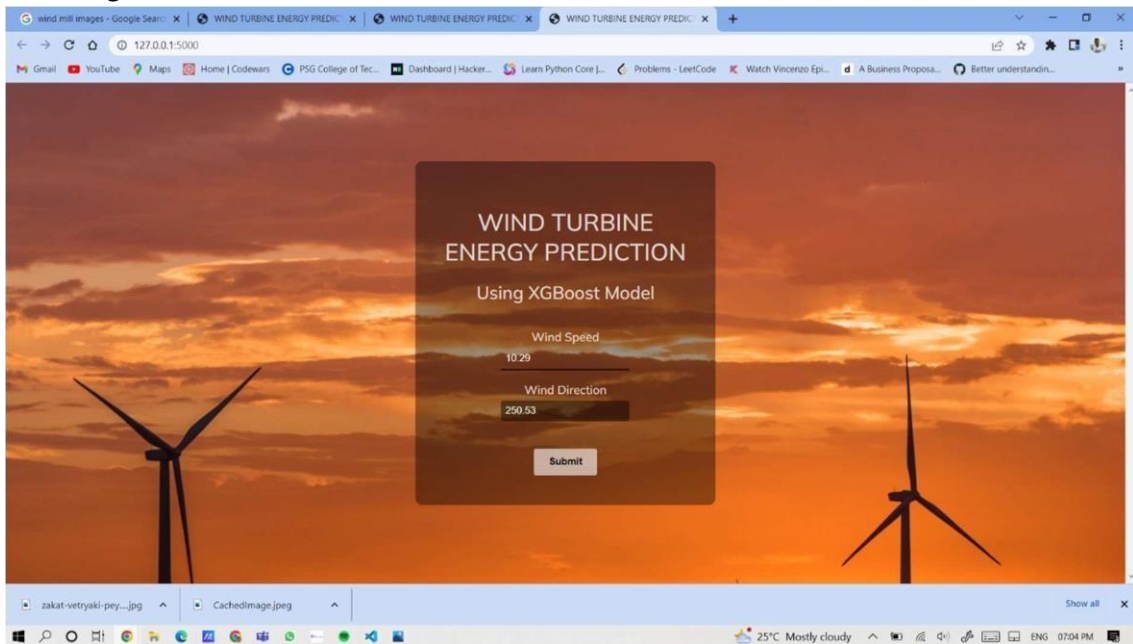 wind mill images - Google Searc
WIND TURBINE ENERGY PREDIC
WIND TURBINE ENERGY PREDIC
WIND TURBINE ENERGY PREDIC
127.0.0.1:5000
Gmail
YouTube
Maps
Home | Codewars
PSG College of Tec...
Dashboard | Hacker...
Learn Python Core |...
Problems - LeetCode
Watch Vincenzo Epi...
A Business Proposa...
Better understandin...
WIND TURBINE
ENERGY PREDICTION
Using XGBoost Model
Wind Speed
10.29
Wind Direction
250.53
Submit
zakat-vetryaki-pey....jpg
CachedImage.jpeg
Show all
25°C Mostly cloudy
ENG
07:04 PM